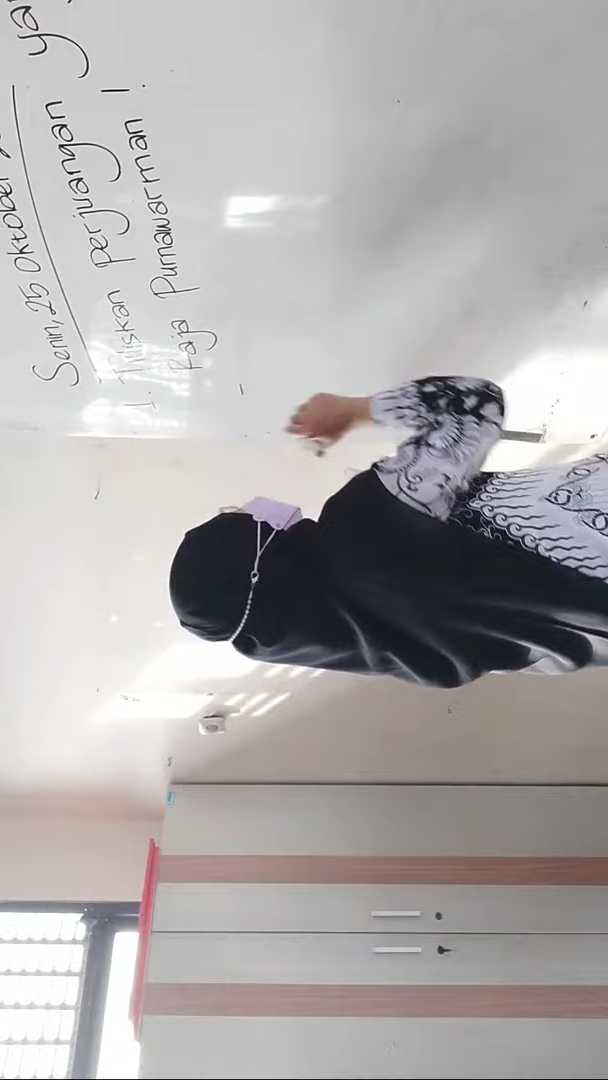 Senin, 25 Oktober
1. Tuliskan perjuangan
Raja Purnawarman !